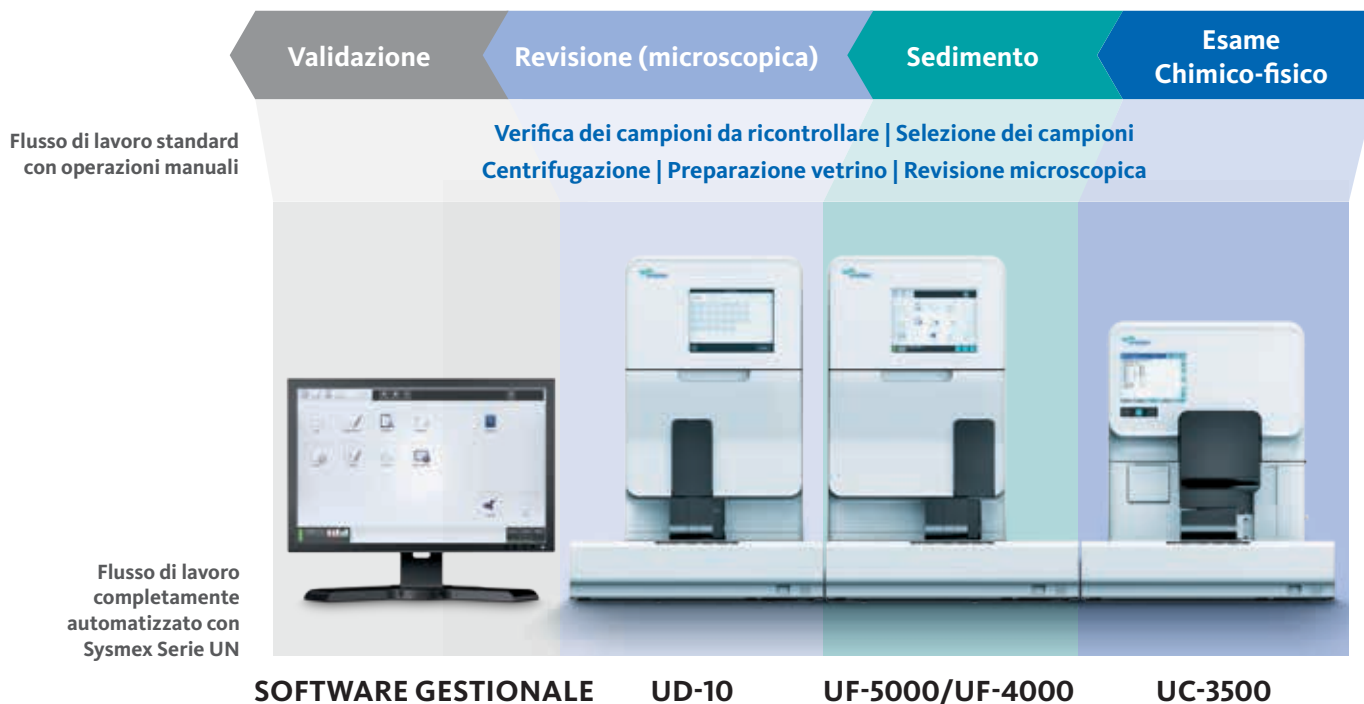 Validazione
Revisione (microscopica)
Sedimento
Esame
Chimico-fisico
Flusso di lavoro standard
con operazioni manuali
Verifica dei campioni da ricontrollare | Selezione dei campioni
Centrifugazione | Preparazione vetrino | Revisione microscopica
Flusso di lavoro
completamente
automatizzato con
Sysmex Serie UN
SOFTWARE GESTIONALE
UD-10
UF-5000/UF-4000
UC-3500